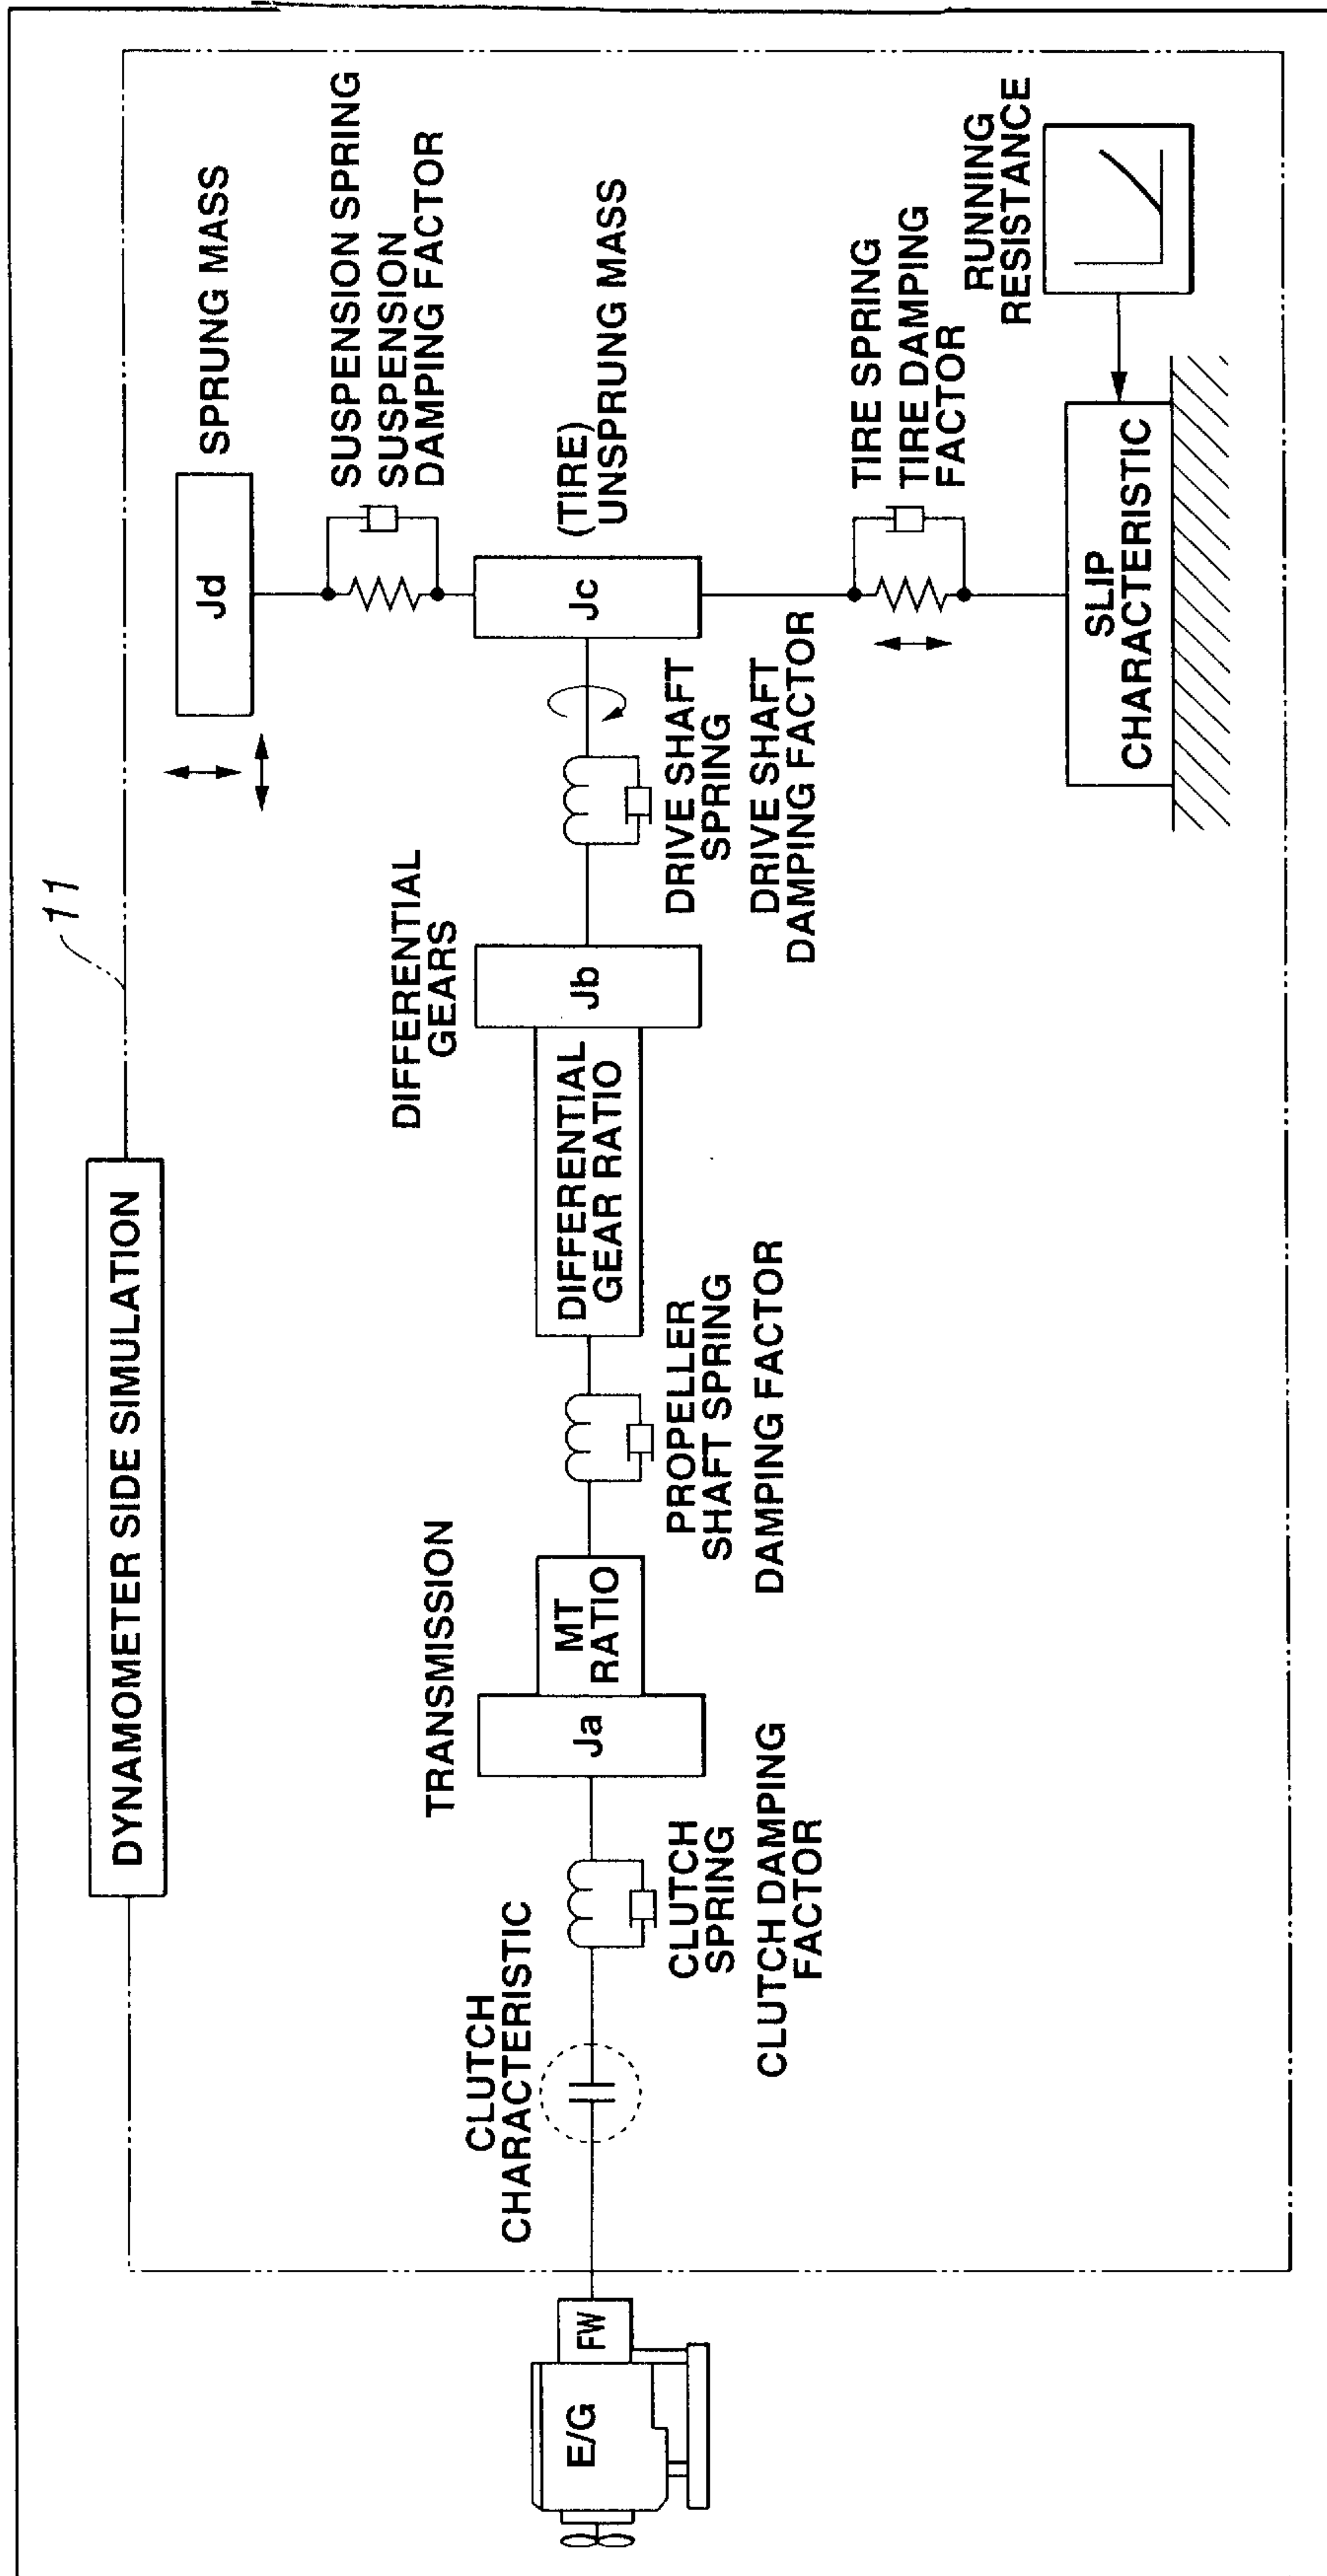 11
DYNAMOMETER SIDE SIMULATION
SPRUNG MASS
Jd
SUSPENSION SPRING
SUSPENSION
DAMPING FACTOR
DIFFERENTIAL
GEARS
TRANSMISSION
CLUTCH
CHARACTERISTIC
(TIRE)
UNSPRUNG MASS
E/G
FW
Ja
MT
RATIO
DIFFERENTIAL
GEAR RATIO
Jb
Jc
CLUTCH
SPRING
CLUTCH DAMPING
FACTOR
PROPELLER
SHAFT SPRING
DAMPING FACTOR
DRIVE SHAFT
SPRING
DRIVE SHAFT
DAMPING FACTOR
TIRE SPRING
TIRE DAMPING
FACTOR
RUNNING
RESISTANCE
SLIP
CHARACTERISTIC